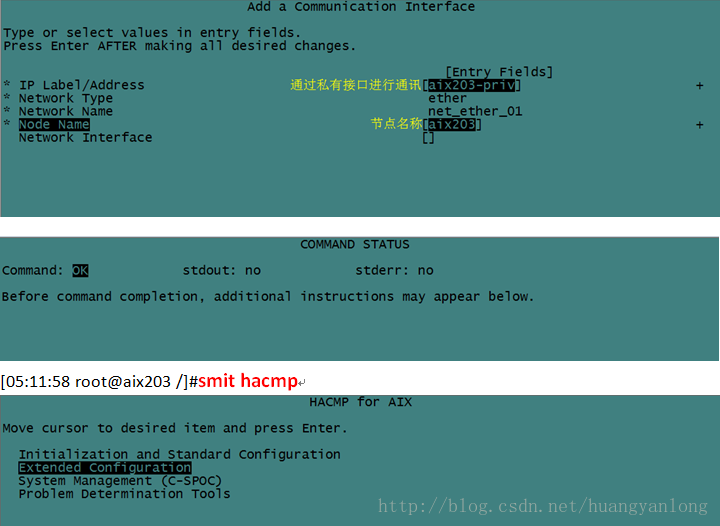 Add a Communication Interface
Type or select values in entry fields.
Press Enter AFTER making all desired changes.
[Entry Fields]
* IP Label/Address 通过私有接口进行通讯[aix203-priv] +
* Network Type ether
* Network Name net_ether_01
* Node Name 节点名称[aix203] +
Network Interface []
COMMAND STATUS
Command: OK stdout: no stderr: no
Before command completion, additional instructions may appear below.
[05:11:58 root@aix203 /]#smit hacmp↵
HACMP for AIX
Move cursor to desired item and press Enter.
Initialization and Standard Configuration
Extended Configuration
System Management (C-SPOC)
Problem Determination Tools
http://blog.csdn.net/huangyanlong